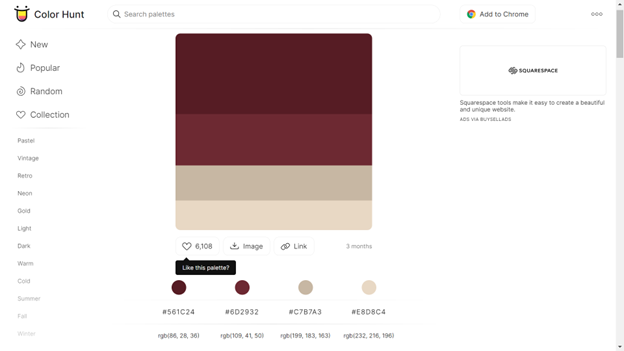 Color Hunt
Search palettes
Add to Chrome
New
Popular
Random
Collection
Pastel
Vintage
Retro
Neon
Gold
Light
Dark
Warm
Cold
Summer
Fall
Winter
6,108
Image
Link
3 months
Like this palette?
#561C24
#6D2932
#C7B7A3
#E8D8C4
rgb(86, 28, 36)
rgb(109, 41, 50)
rgb(199, 183, 163)
rgb(232, 216, 196)
SQUARESPACE
Squarespace tools make it easy to create a beautiful
and unique website.
ADS VIA BUYSELLADS